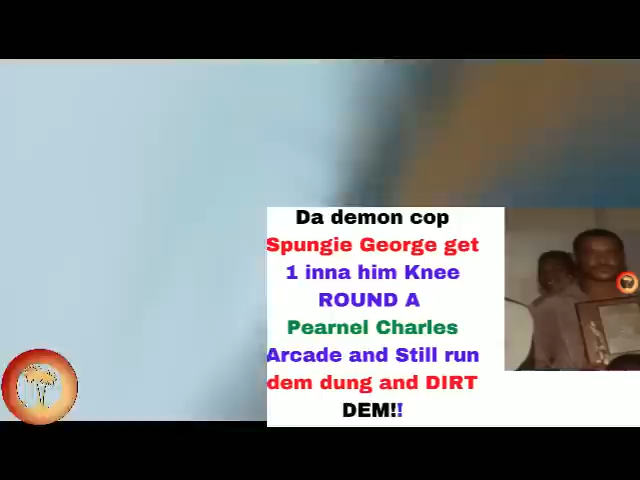 Da demon cop
Spungie George get
1 inna him Knee
ROUND A
Pearnel Charles
Arcade and Still run
dem dung and DIRT
DEM!!